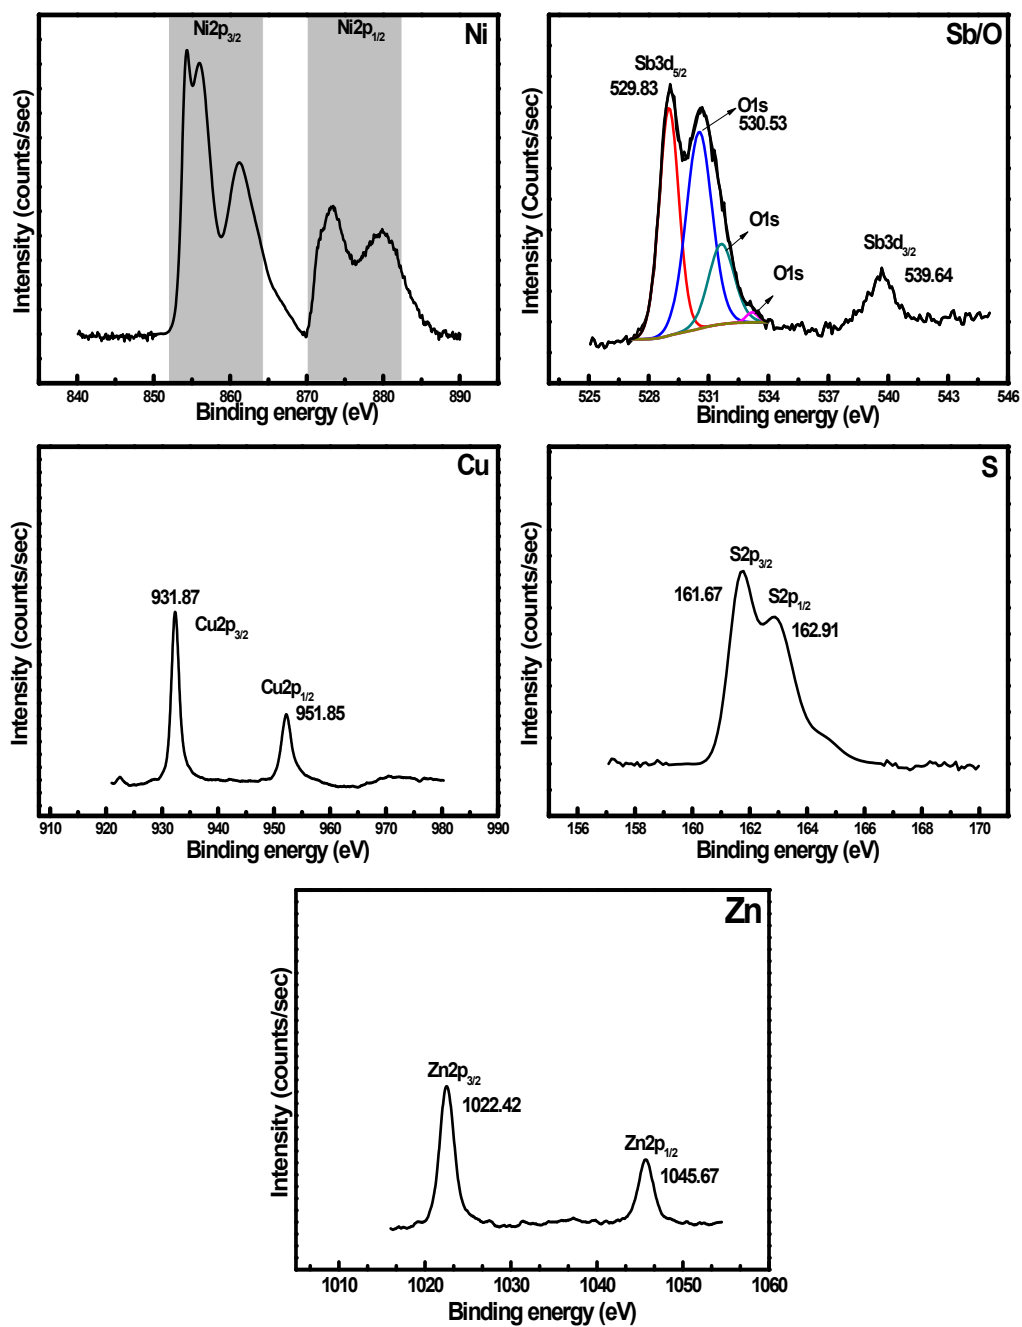 Ni2p3/2
Ni2p1/2
Ni
Intensity (counts/sec)
840 850 860 870 880 890
Binding energy (eV)
Sb/O
Sb3d5/2
529.83
O1s
530.53
O1s
O1s
Sb3d3/2
539.64
Intensity (Counts/sec)
525 528 531 534 537 540 543 546
Binding energy (eV)
Cu
931.87
Cu2p3/2
Cu2p1/2
951.85
Intensity (counts/sec)
910 920 930 940 950 960 970 980 990
Binding energy (eV)
S
S2p3/2
161.67
S2p1/2
162.91
Intensity (counts/sec)
156 158 160 162 164 166 168 170
Binding energy (eV)
Zn
Zn2p3/2
1022.42
Zn2p1/2
1045.67
Intensity (counts/sec)
1010 1020 1030 1040 1050 1060
Binding energy (eV)